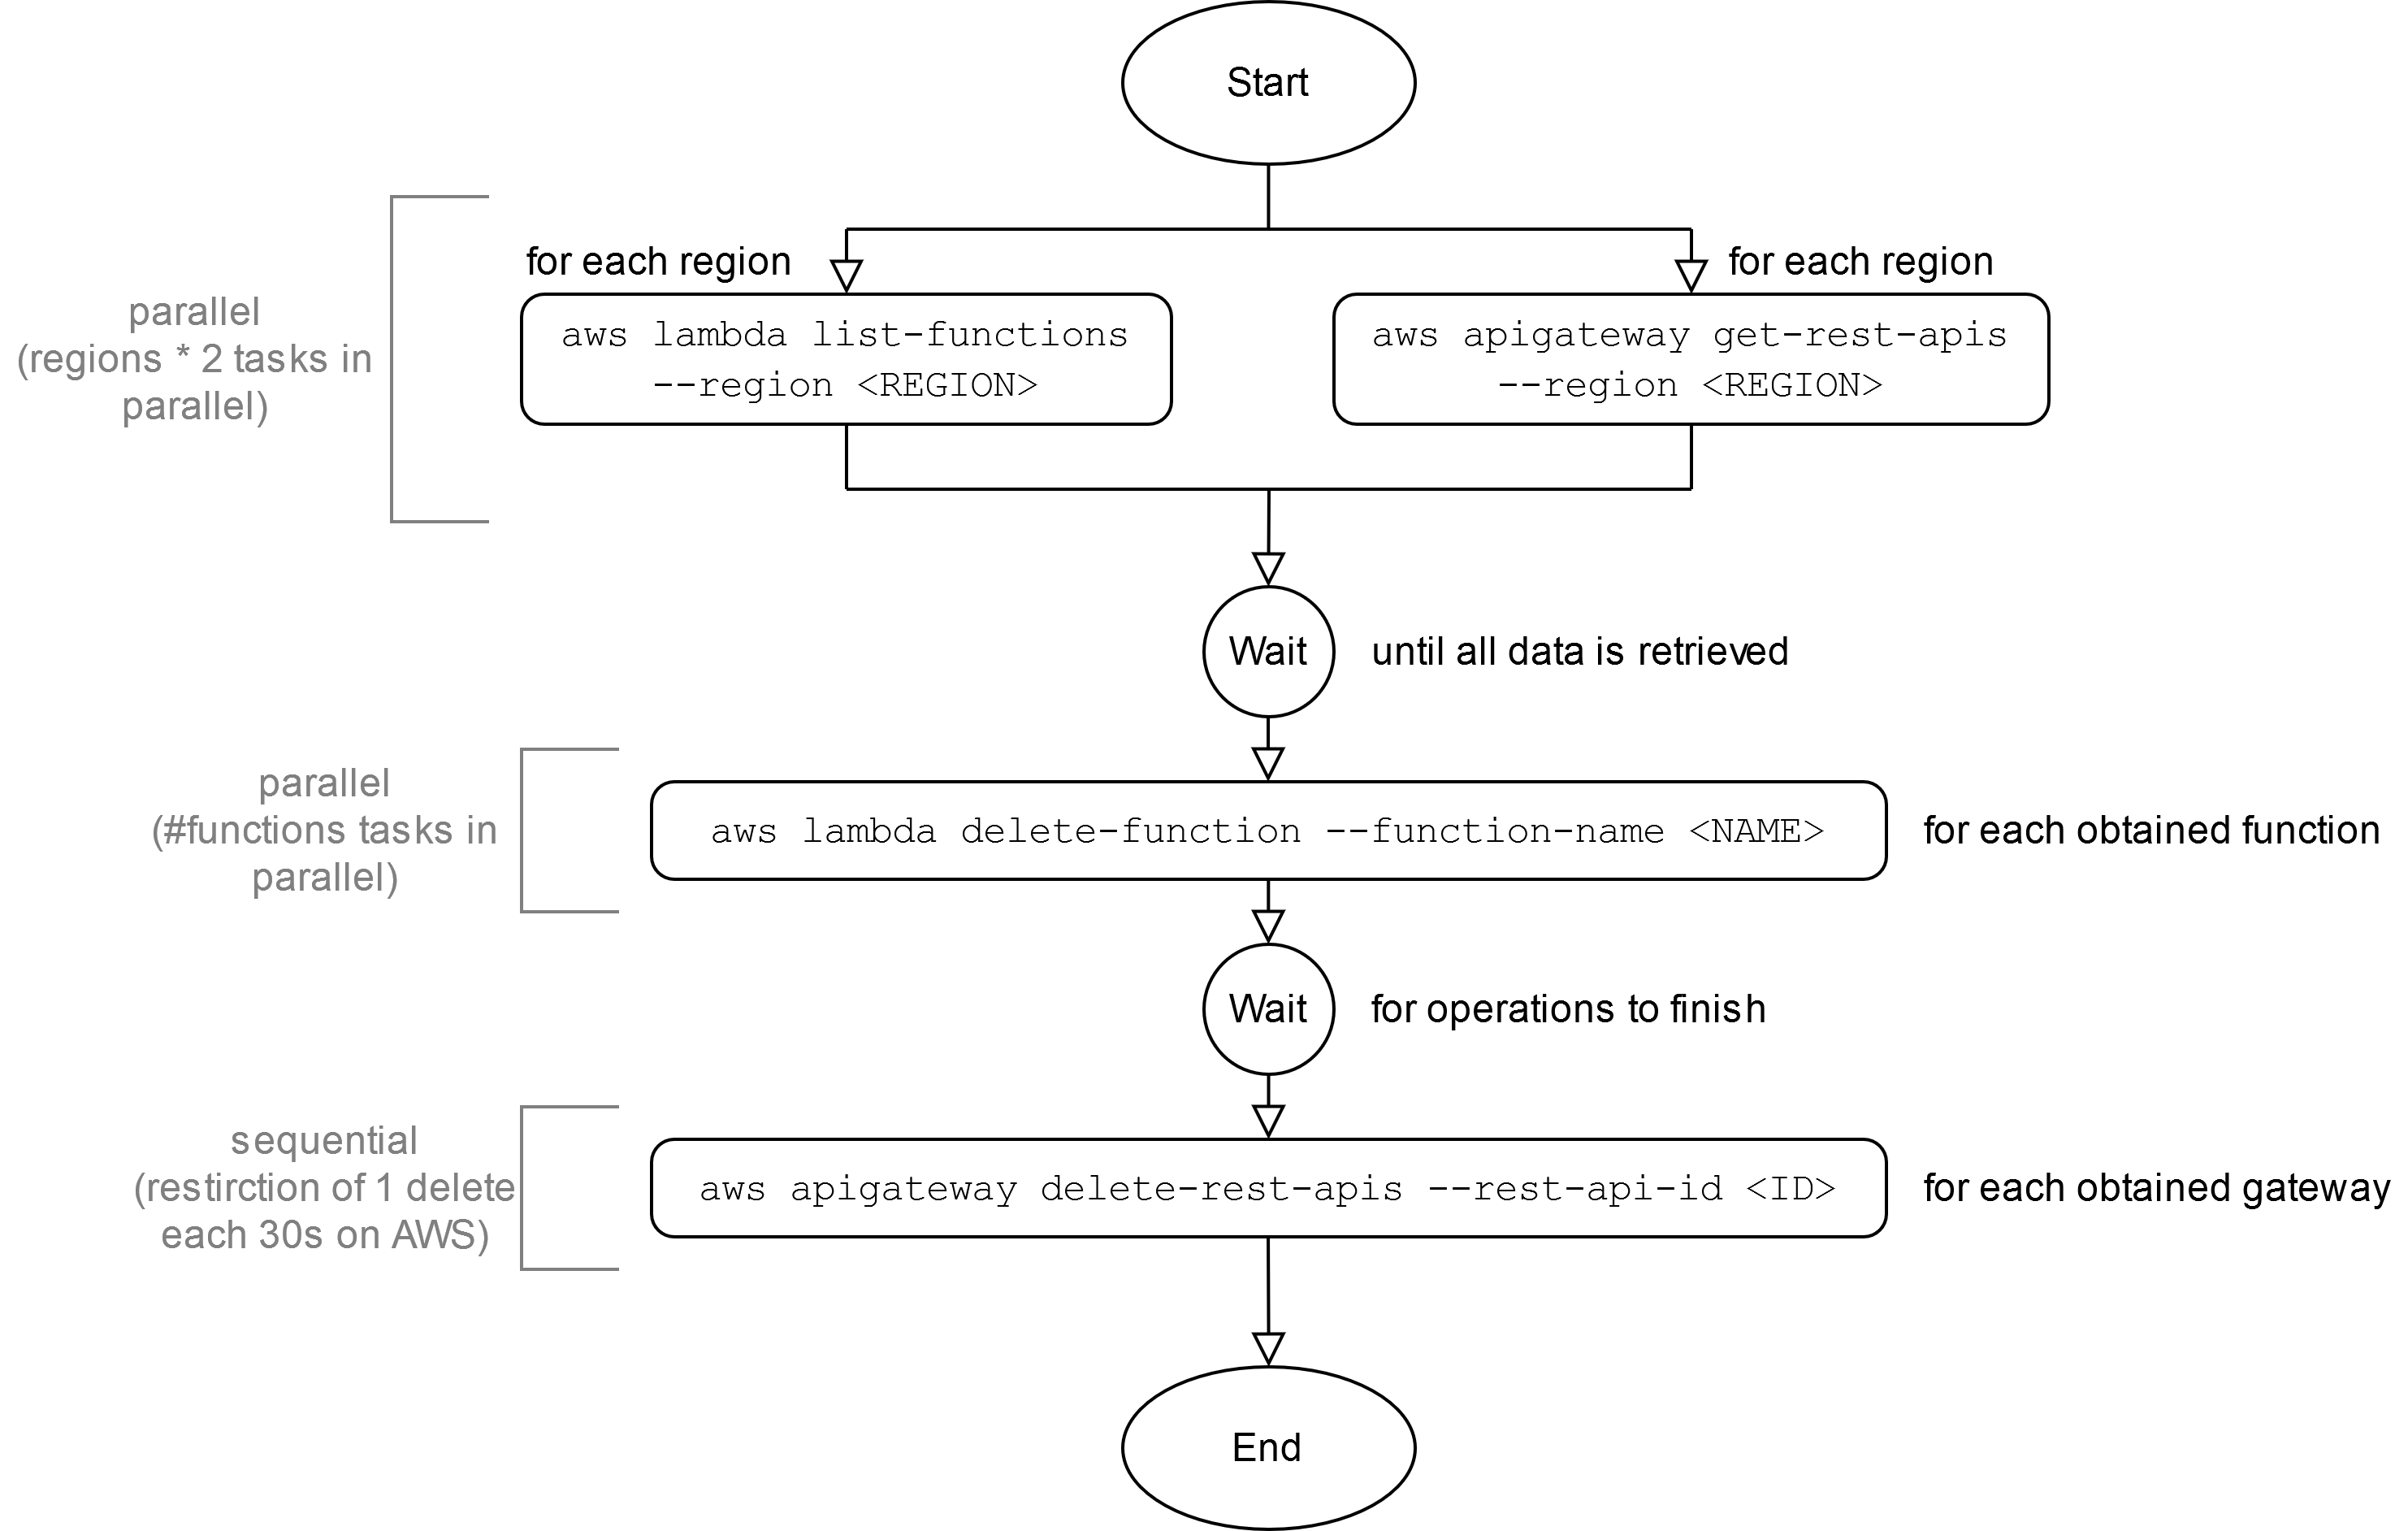 Start
for each region
for each region
parallel
(regions * 2 tasks in
parallel)
aws lambda list-functions
--region <REGION>
aws apigateway get-rest-apis
--region <REGION>
Wait
until all data is retrieved
parallel
(#functions tasks in
parallel)
aws lambda delete-function --function-name <NAME>
for each obtained function
Wait
for operations to finish
sequential
(restirction of 1 delete
each 30s on AWS)
aws apigateway delete-rest-apis --rest-api-id <ID>
for each obtained gateway
End